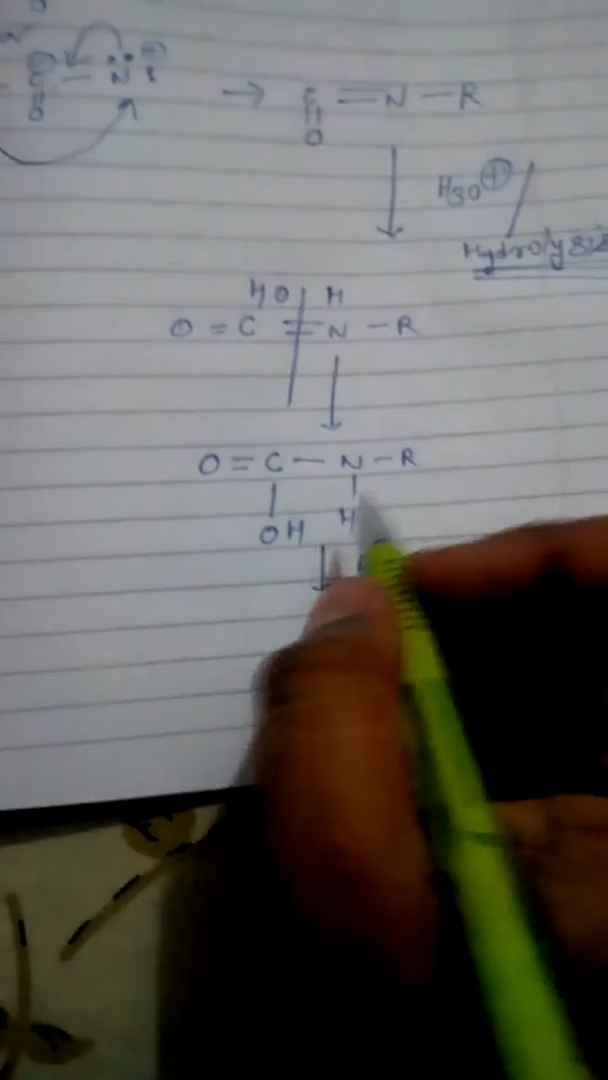 C — N̈ ⊕
O
→ C = N — R
O
H3O⊕
Hydrolysis
HO H
O = C = N — R
O = C — N — R
OH H